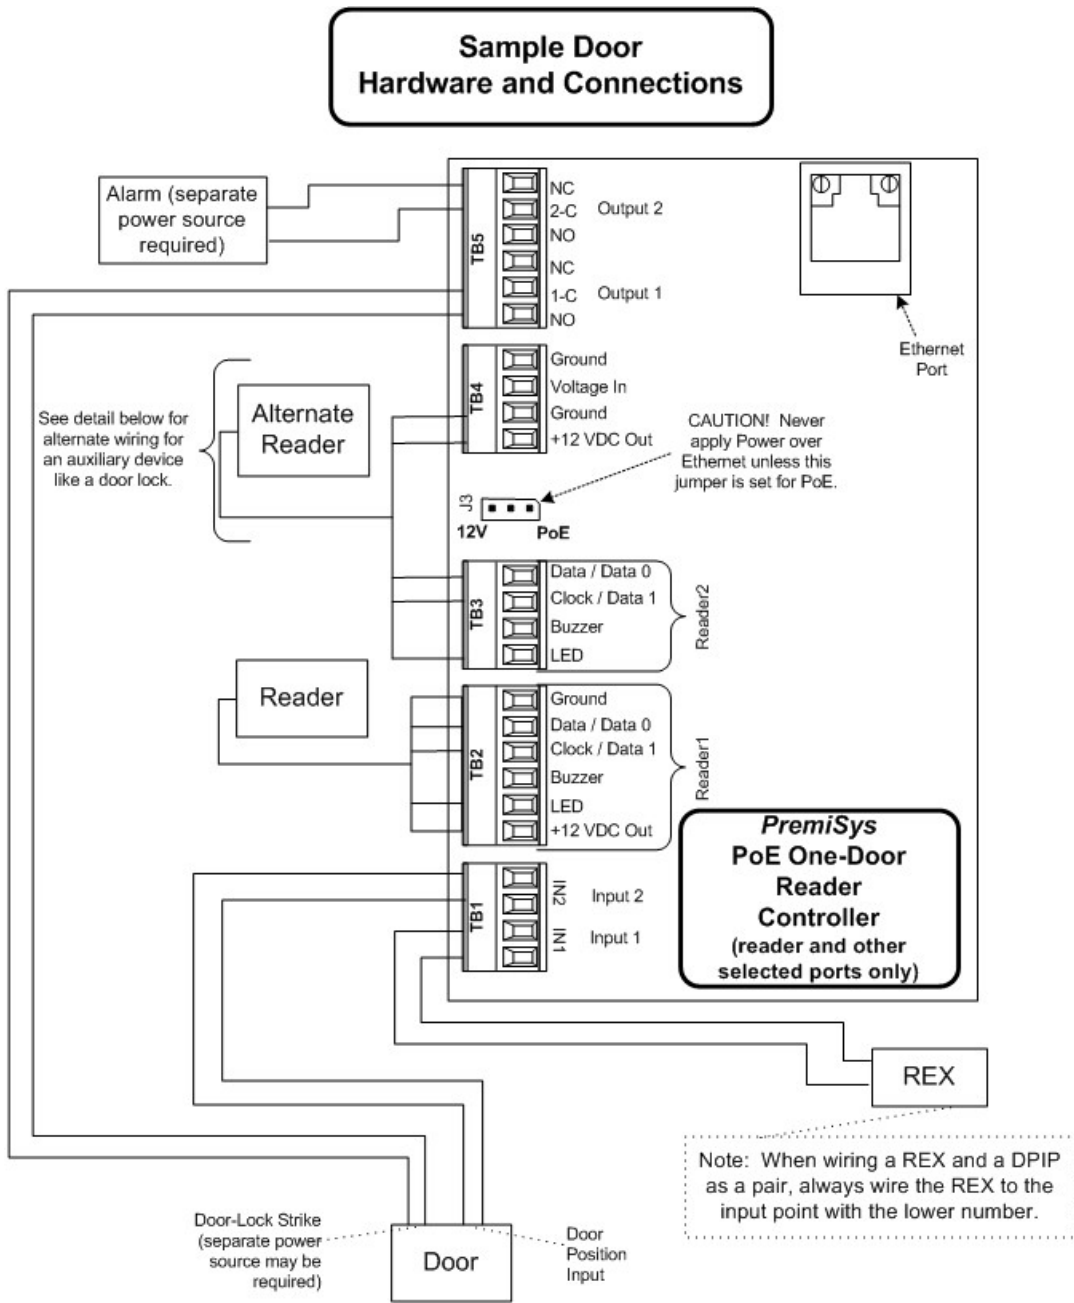 Sample Door
Hardware and Connections
Alarm (separate
power source
required)
TB5
NC
2-C
Output 2
NO
NC
1-C
Output 1
NO
Ethernet
Port
See detail below for
alternate wiring for
an auxiliary device
like a door lock.
Alternate
Reader
TB4
Ground
Voltage In
Ground
+12 VDC Out
CAUTION! Never
apply Power over
Ethernet unless this
jumper is set for PoE.
J3
12V
PoE
TB3
Data / Data 0
Clock / Data 1
Buzzer
LED
Reader2
Reader
TB2
Ground
Data / Data 0
Clock / Data 1
Buzzer
LED
+12 VDC Out
Reader1
PremiSys
PoE One-Door
Reader
Controller
(reader and other
selected ports only)
TB1
IN2
Input 2
IN1
Input 1
REX
Note: When wiring a REX and a DPIP
as a pair, always wire the REX to the
input point with the lower number.
Door-Lock Strike
(separate power
source may be
required)
Door
Door
Position
Input